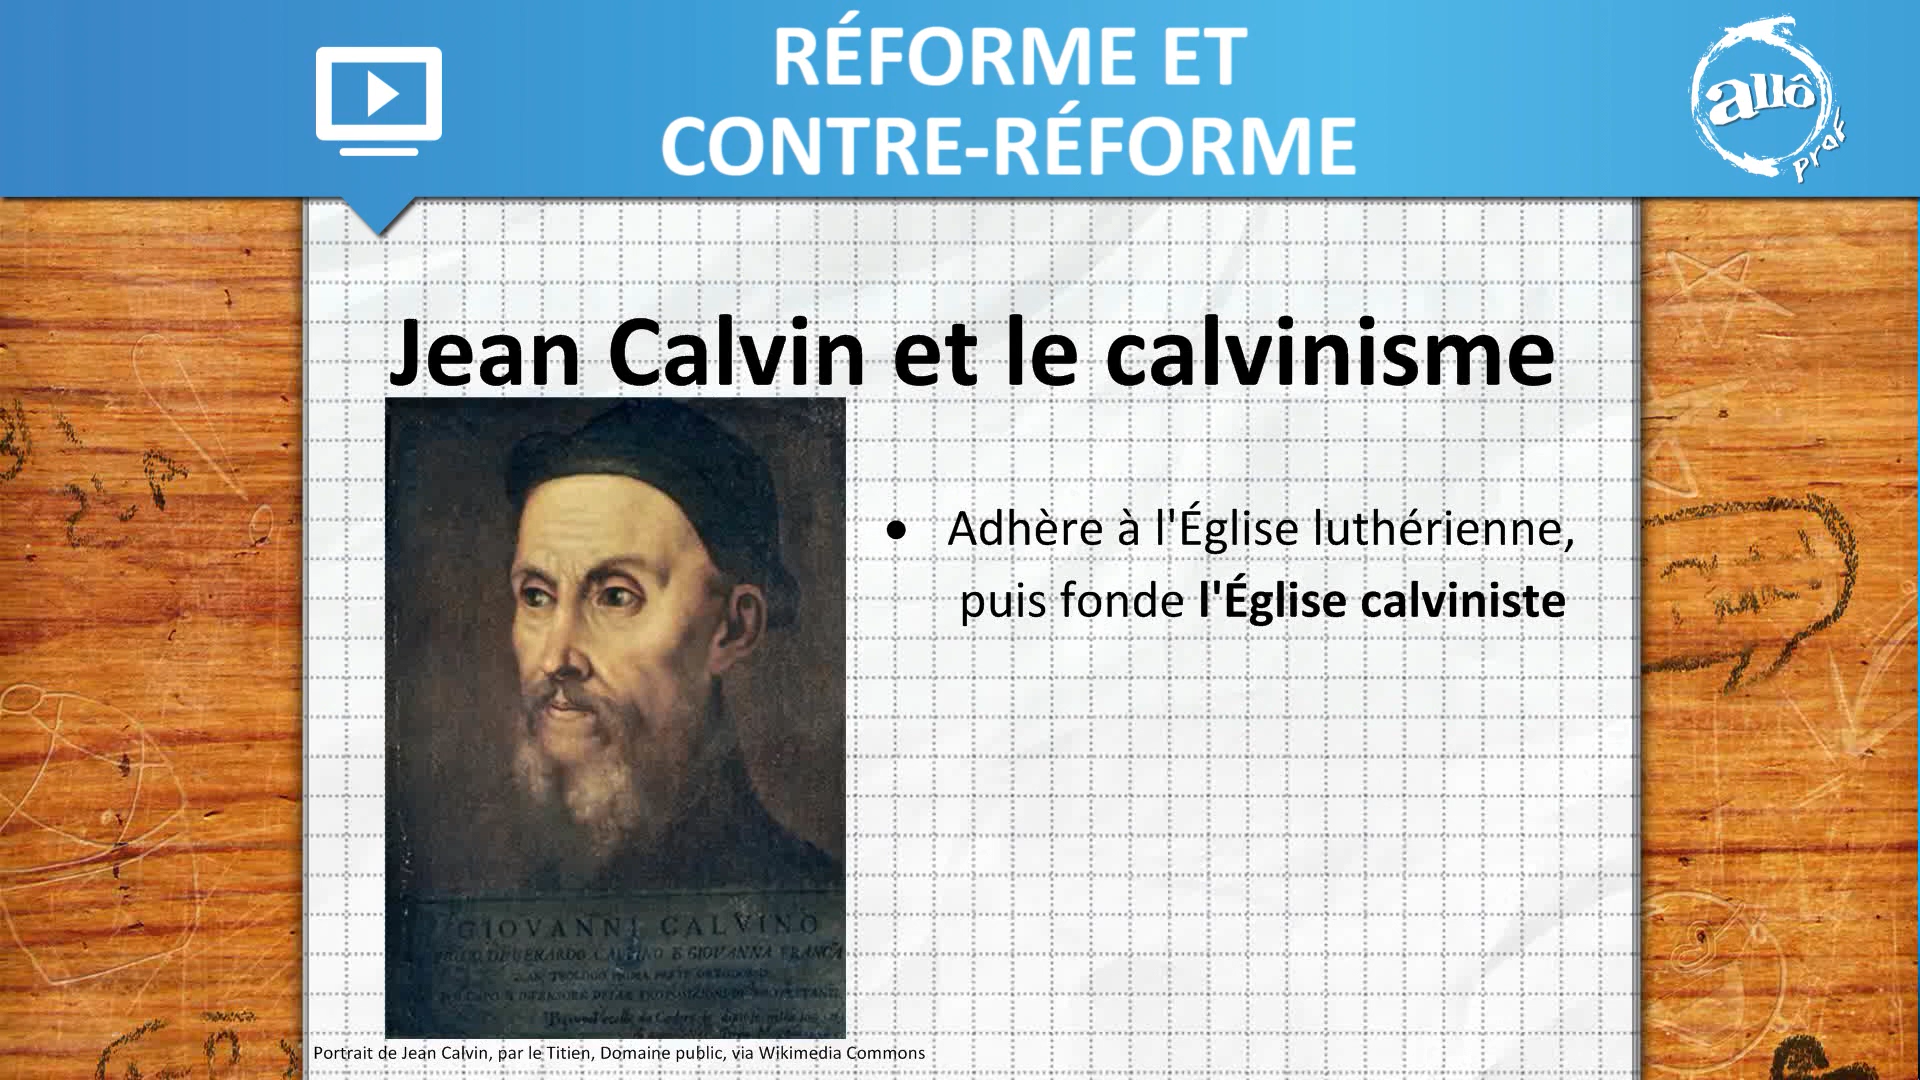 RÉFORME ET
CONTRE-RÉFORME
allô
prof
Jean Calvin et le calvinisme
• Adhère à l'Église luthérienne,
puis fonde l'Église calviniste
GIOVANNI CALVINO
Portrait de Jean Calvin, par le Titien, Domaine public, via Wikimedia Commons